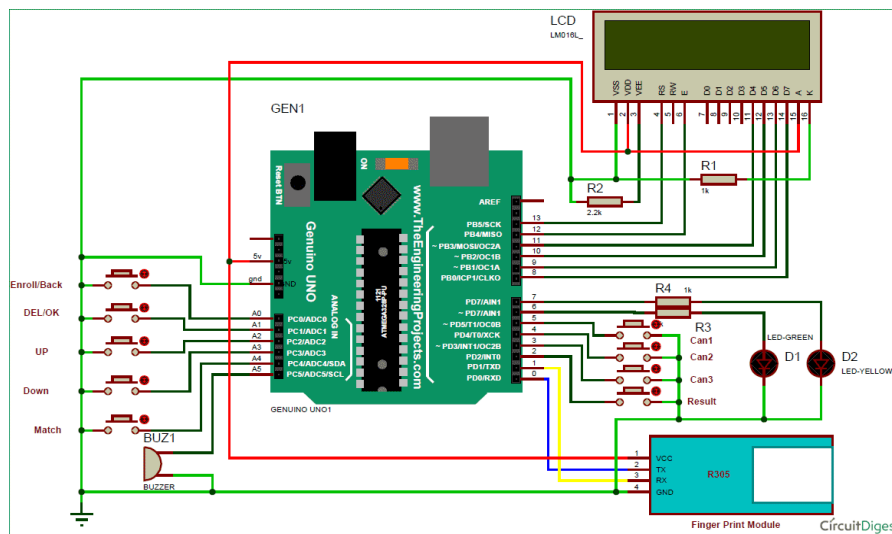 LCD
LM016L_
VSS VDD VEE RS RW E D0 D1 D2 D3 D4 D5 D6 D7 A K
1 2 3 4 5 6 7 8 9 10 11 12 13 14 15 16
R1
1k
R2
2.2k
GEN1
Reset BTN
ON
www.TheEngineeringProjects.com
Genuino UNO
ANALOG IN
5v 5v
gnd GND
AREF
PB5/SCK 13
PB4/MISO 12
~ PB3/MOSI/OC2A 11
~ PB2/OC1B 10
~ PB1/OC1A 9
PB0/ICP1/CLKO 8
PD7/AIN1 7
~ PD7/AIN1 6
~ PD5/T1/OC0B 5
PD4/T0/XCK 4
~ PD3/INT1/OC2B 3
PD2/INT0 2
PD1/TXD 1
PD0/RXD 0
A0 PC0/ADC0
A1 PC1/ADC1
A2 PC2/ADC2
A3 PC3/ADC3
A4 PC4/ADC4/SDA
A5 PC5/ADC5/SCL
1121
GENUINO UNO1
Enroll/Back
DEL/OK
UP
Down
Match
BUZ1
BUZZER
R4
1k
R3
Can1
Can2
Can3
Result
LED-GREEN
D1
D2
LED-YELLOW
1 VCC
2 TX
3 RX
4 GND
R305
Finger Print Module
CírcuitDiges